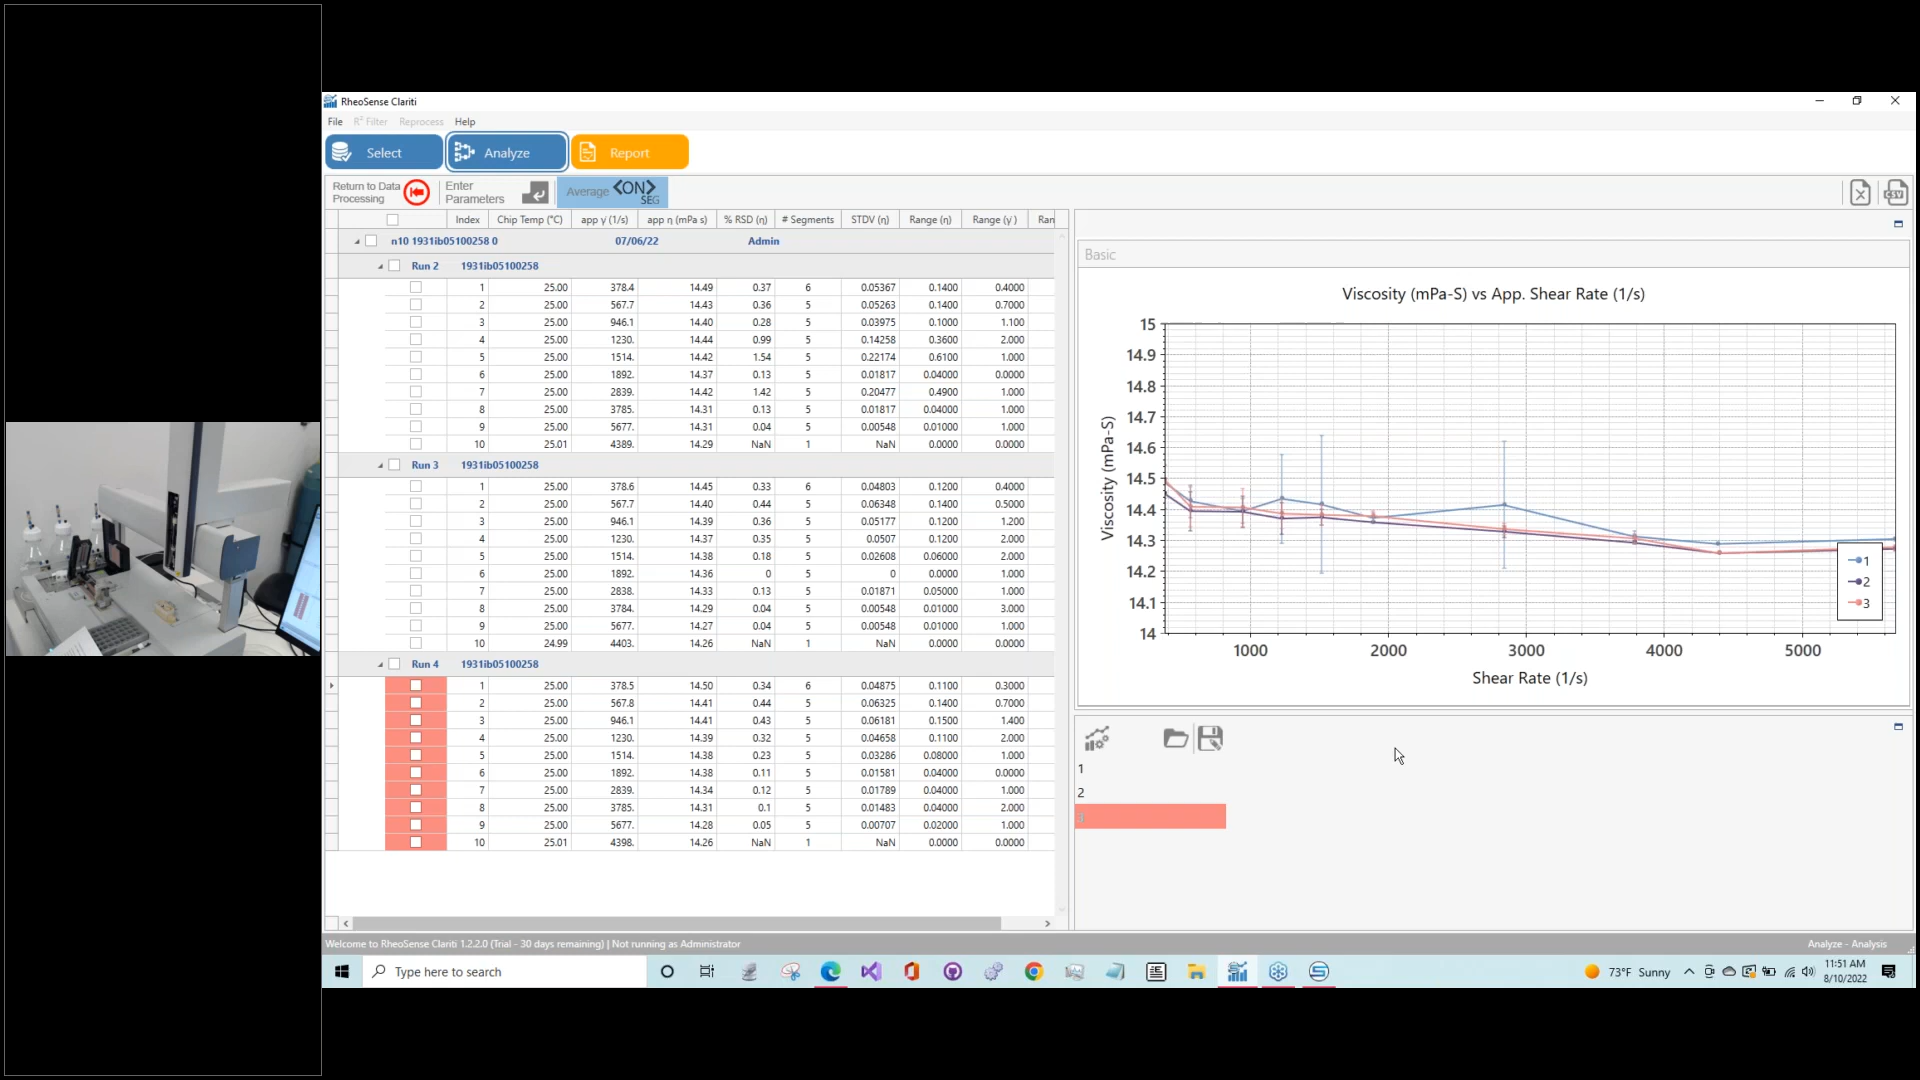 RheoSense Clariti
File R² Filter Reprocess Help
Select Analyze Report
Return to Data Processing Enter Parameters Average <ON> SEG CSV
Index Chip Temp (°C) app γ (1/s) app η (mPa s) % RSD (η) # Segments STDV (η) Range (η) Range (γ) Ran
n10 1931ib05100258 0 07/06/22 Admin
Run 2 1931ib05100258
1 25.00 378.4 14.49 0.37 6 0.05367 0.1400 0.4000
2 25.00 567.7 14.43 0.36 5 0.05263 0.1400 0.7000
3 25.00 946.1 14.40 0.28 5 0.03975 0.1000 1.100
4 25.00 1230. 14.44 0.99 5 0.14258 0.3600 2.000
5 25.00 1514. 14.42 1.54 5 0.22174 0.6100 1.000
6 25.00 1892. 14.37 0.13 5 0.01817 0.04000 0.0000
7 25.00 2839. 14.42 1.42 5 0.20477 0.4900 1.000
8 25.00 3785. 14.31 0.13 5 0.01817 0.04000 1.000
9 25.00 5677. 14.31 0.04 5 0.00548 0.01000 1.000
10 25.01 4389. 14.29 NaN 1 NaN 0.0000 0.0000
Run 3 1931ib05100258
1 25.00 378.6 14.45 0.33 6 0.04803 0.1200 0.4000
2 25.00 567.7 14.40 0.44 5 0.06348 0.1400 0.5000
3 25.00 946.1 14.39 0.36 5 0.05177 0.1200 1.200
4 25.00 1230. 14.37 0.35 5 0.0507 0.1200 2.000
5 25.00 1514. 14.38 0.18 5 0.02608 0.06000 2.000
6 25.00 1892. 14.36 0 5 0 0.0000 1.000
7 25.00 2838. 14.33 0.13 5 0.01871 0.05000 1.000
8 25.00 3784. 14.29 0.04 5 0.00548 0.01000 3.000
9 25.00 5677. 14.27 0.04 5 0.00548 0.01000 1.000
10 24.99 4403. 14.26 NaN 1 NaN 0.0000 0.0000
Run 4 1931ib05100258
1 25.00 378.5 14.50 0.34 6 0.04875 0.1100 0.3000
2 25.00 567.8 14.41 0.44 5 0.06325 0.1400 0.7000
3 25.00 946.1 14.41 0.43 5 0.06181 0.1500 1.400
4 25.00 1230. 14.39 0.32 5 0.04658 0.1100 2.000
5 25.00 1514. 14.38 0.23 5 0.03286 0.08000 1.000
6 25.00 1892. 14.38 0.11 5 0.01581 0.04000 0.0000
7 25.00 2839. 14.34 0.12 5 0.01789 0.04000 1.000
8 25.00 3785. 14.31 0.1 5 0.01483 0.04000 2.000
9 25.00 5677. 14.28 0.05 5 0.00707 0.02000 1.000
10 25.01 4398. 14.26 NaN 1 NaN 0.0000 0.0000
Basic
Viscosity (mPa-S) vs App. Shear Rate (1/s)
Viscosity (mPa-S)
15
14.9
14.8
14.7
14.6
14.5
14.4
14.3
14.2
14.1
14
1000 2000 3000 4000 5000
Shear Rate (1/s)
1
2
3
1
2
3
Welcome to RheoSense Clariti 1.2.2.0 (Trial - 30 days remaining) | Not running as Administrator Analyze - Analysis
Type here to search 73°F Sunny 11:51 AM
8/10/2022